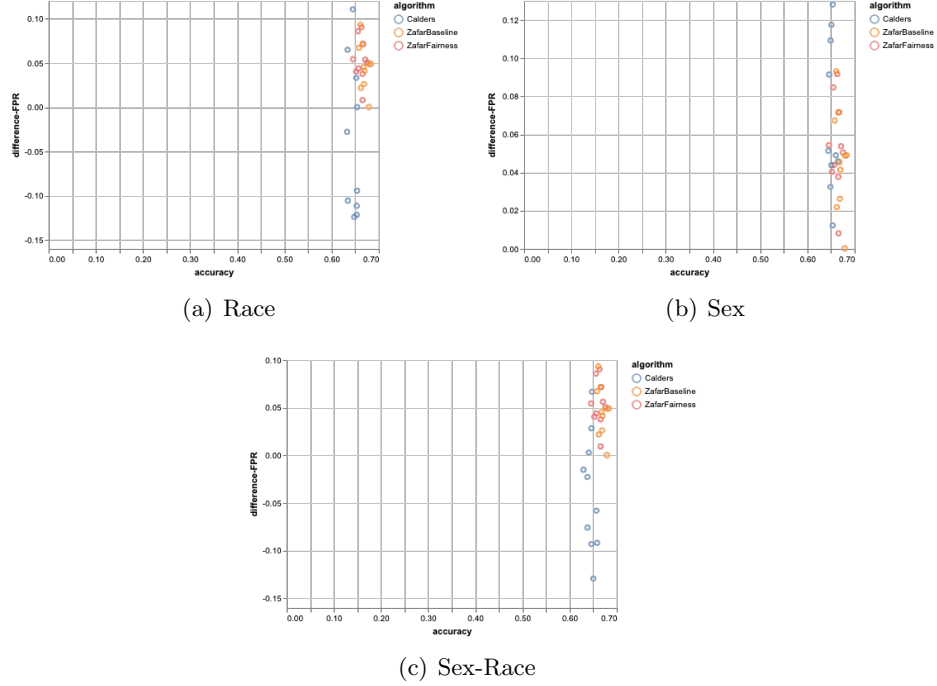 algorithm
Calders
ZafarBaseline
ZafarFairness
difference-FPR
0.10
0.05
0.00
-0.05
-0.10
-0.15
0.00 0.10 0.20 0.30 0.40 0.50 0.60 0.70
accuracy
(a) Race
algorithm
Calders
ZafarBaseline
ZafarFairness
difference-FPR
0.12
0.10
0.08
0.06
0.04
0.02
0.00
0.00 0.10 0.20 0.30 0.40 0.50 0.60 0.70
accuracy
(b) Sex
algorithm
Calders
ZafarBaseline
ZafarFairness
difference-FPR
0.10
0.05
0.00
-0.05
-0.10
-0.15
0.00 0.10 0.20 0.30 0.40 0.50 0.60 0.70
accuracy
(c) Sex-Race